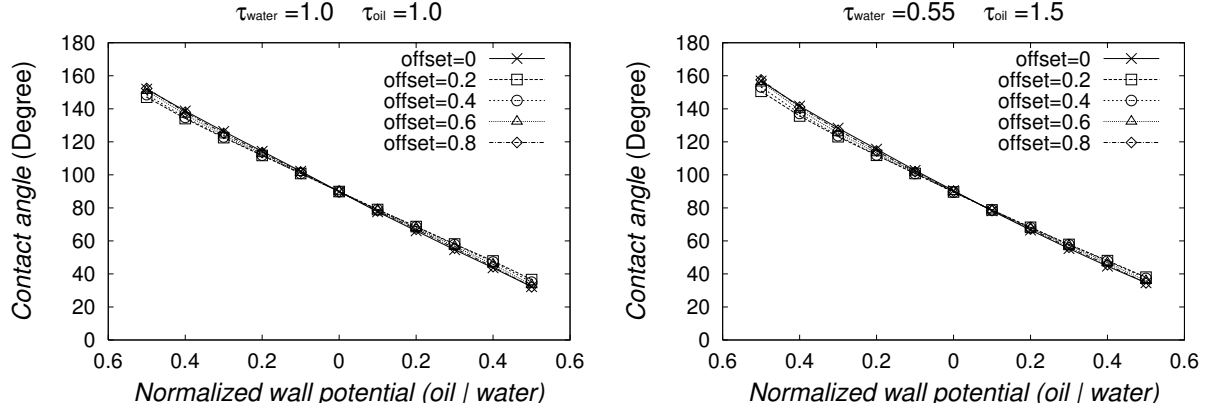 τwater =1.0 τoil =1.0
180
160
140
120
100
80
60
40
20
0
Contact angle (Degree)
offset=0
offset=0.2
offset=0.4
offset=0.6
offset=0.8
0.6 0.4 0.2 0 0.2 0.4 0.6
Normalized wall potential (oil | water)
τwater =0.55 τoil =1.5
180
160
140
120
100
80
60
40
20
0
Contact angle (Degree)
offset=0
offset=0.2
offset=0.4
offset=0.6
offset=0.8
0.6 0.4 0.2 0 0.2 0.4 0.6
Normalized wall potential (oil | water)